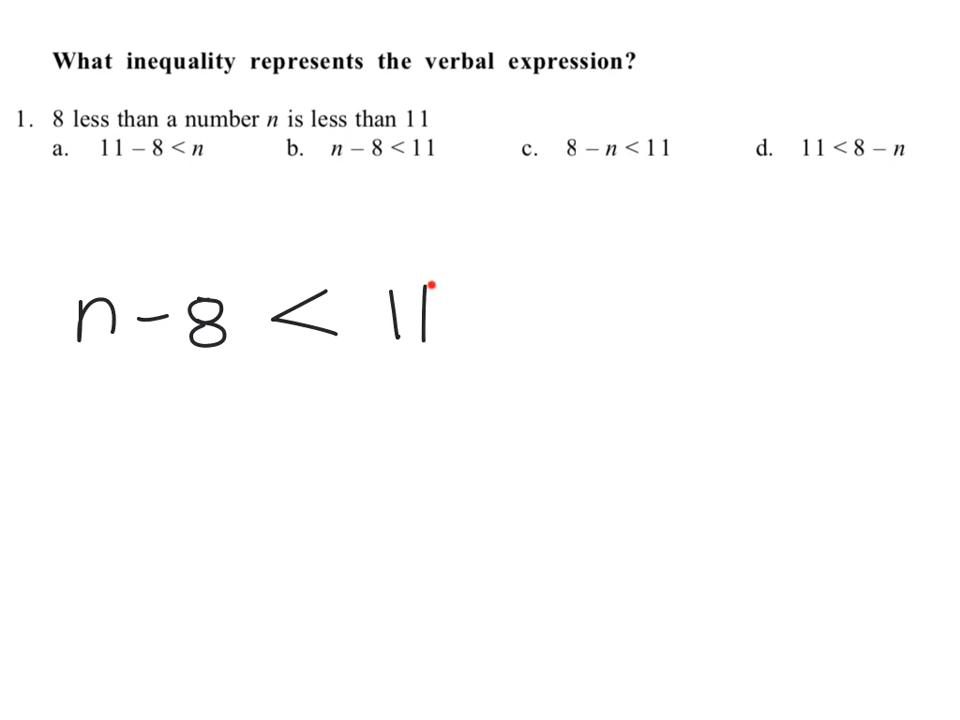 What inequality represents the verbal expression?
1. 8 less than a number n is less than 11
a. 11 – 8 < n b. n – 8 < 11 c. 8 – n < 11 d. 11 < 8 – n
n - 8 < 11